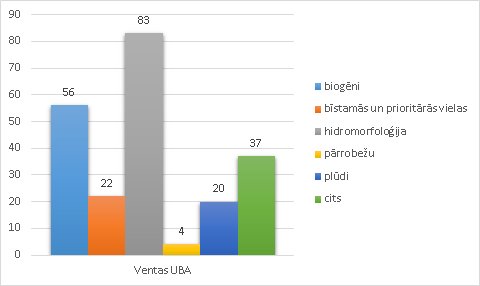 90
80
70
60
50
40
30
20
10
0
56
22
83
4
20
37
Ventas UBA
biogēni
bīstamās un prioritārās vielas
hidromorfoloģija
pārrobežu
plūdi
cits